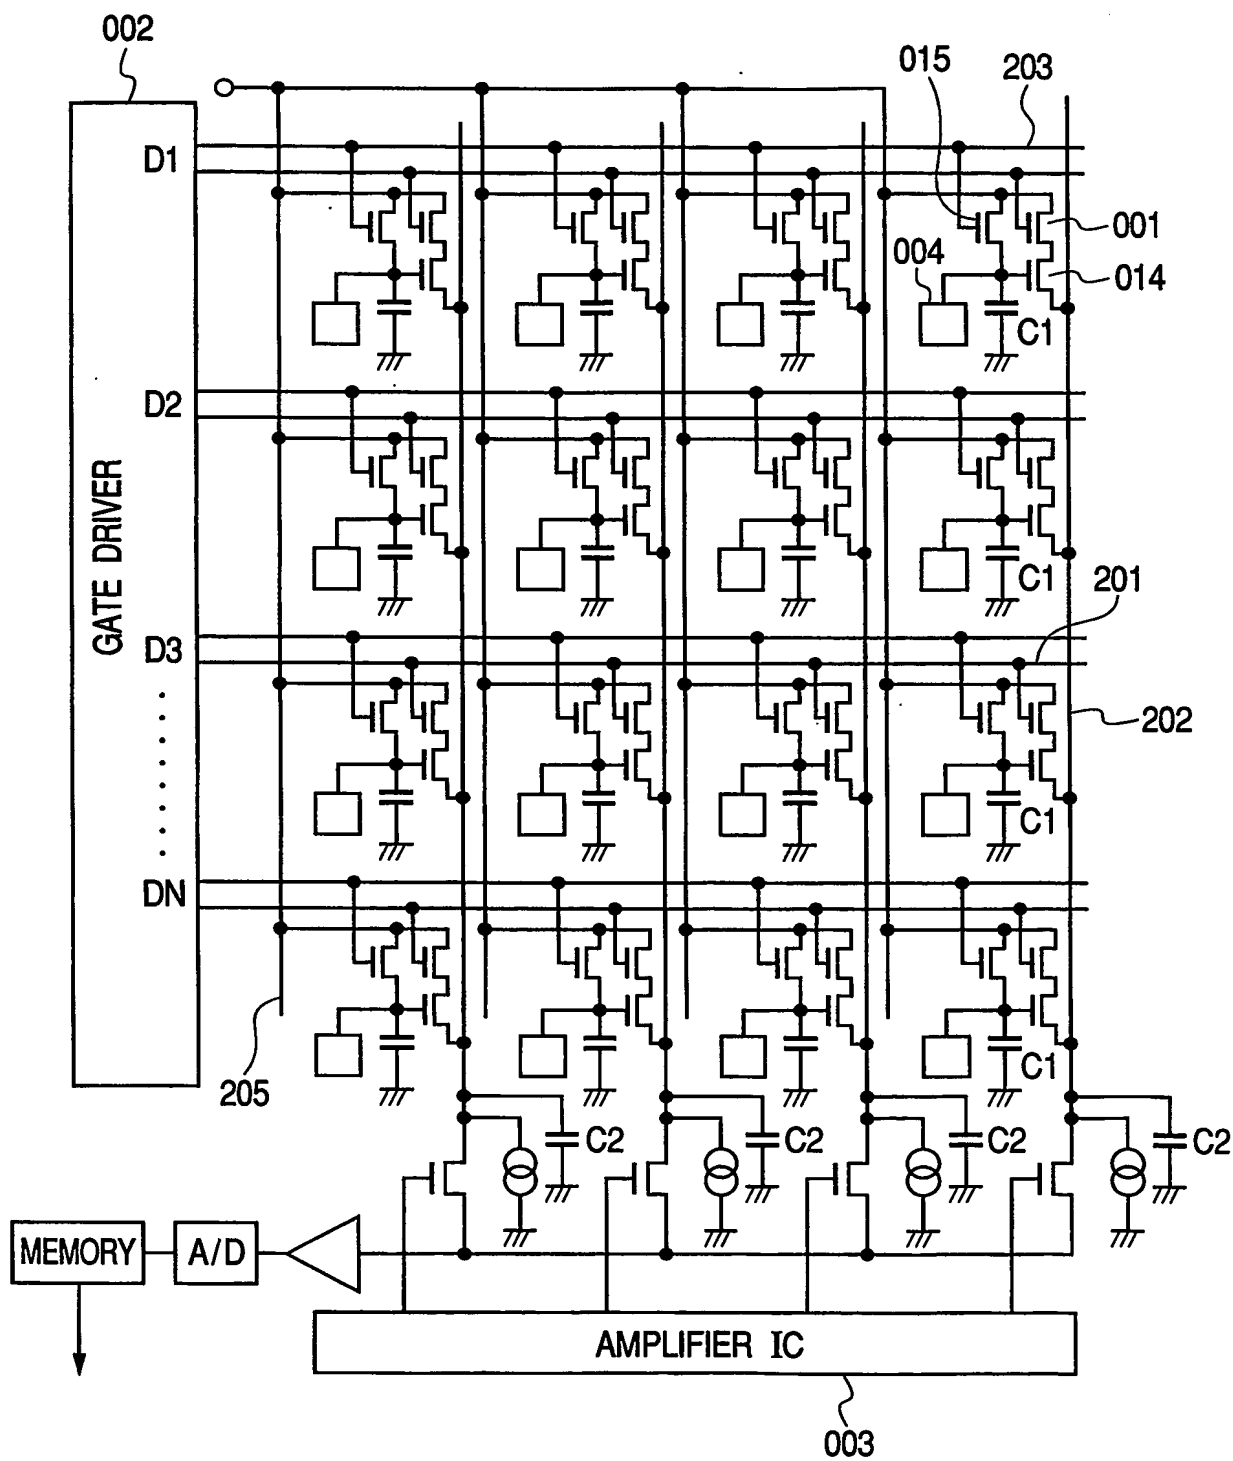 002
015
203
D1
001
004
014
C1
D2
GATE DRIVER
C1
201
D3
202
C1
DN
C1
205
C2
C2
C2
C2
MEMORY
A/D
AMPLIFIER IC
003